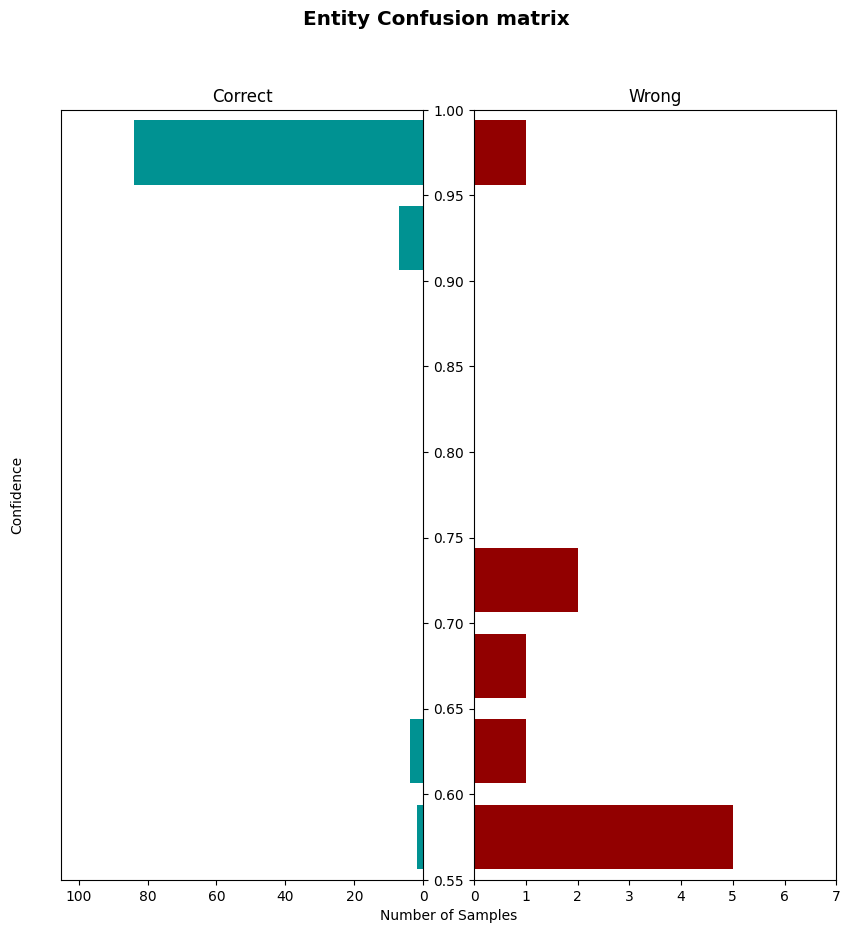 Entity Confusion matrix
Correct
Wrong
1.00
0.95
0.90
0.85
0.80
0.75
0.70
0.65
0.60
0.55
Confidence
100 80 60 40 20 0
0 1 2 3 4 5 6 7
Number of Samples